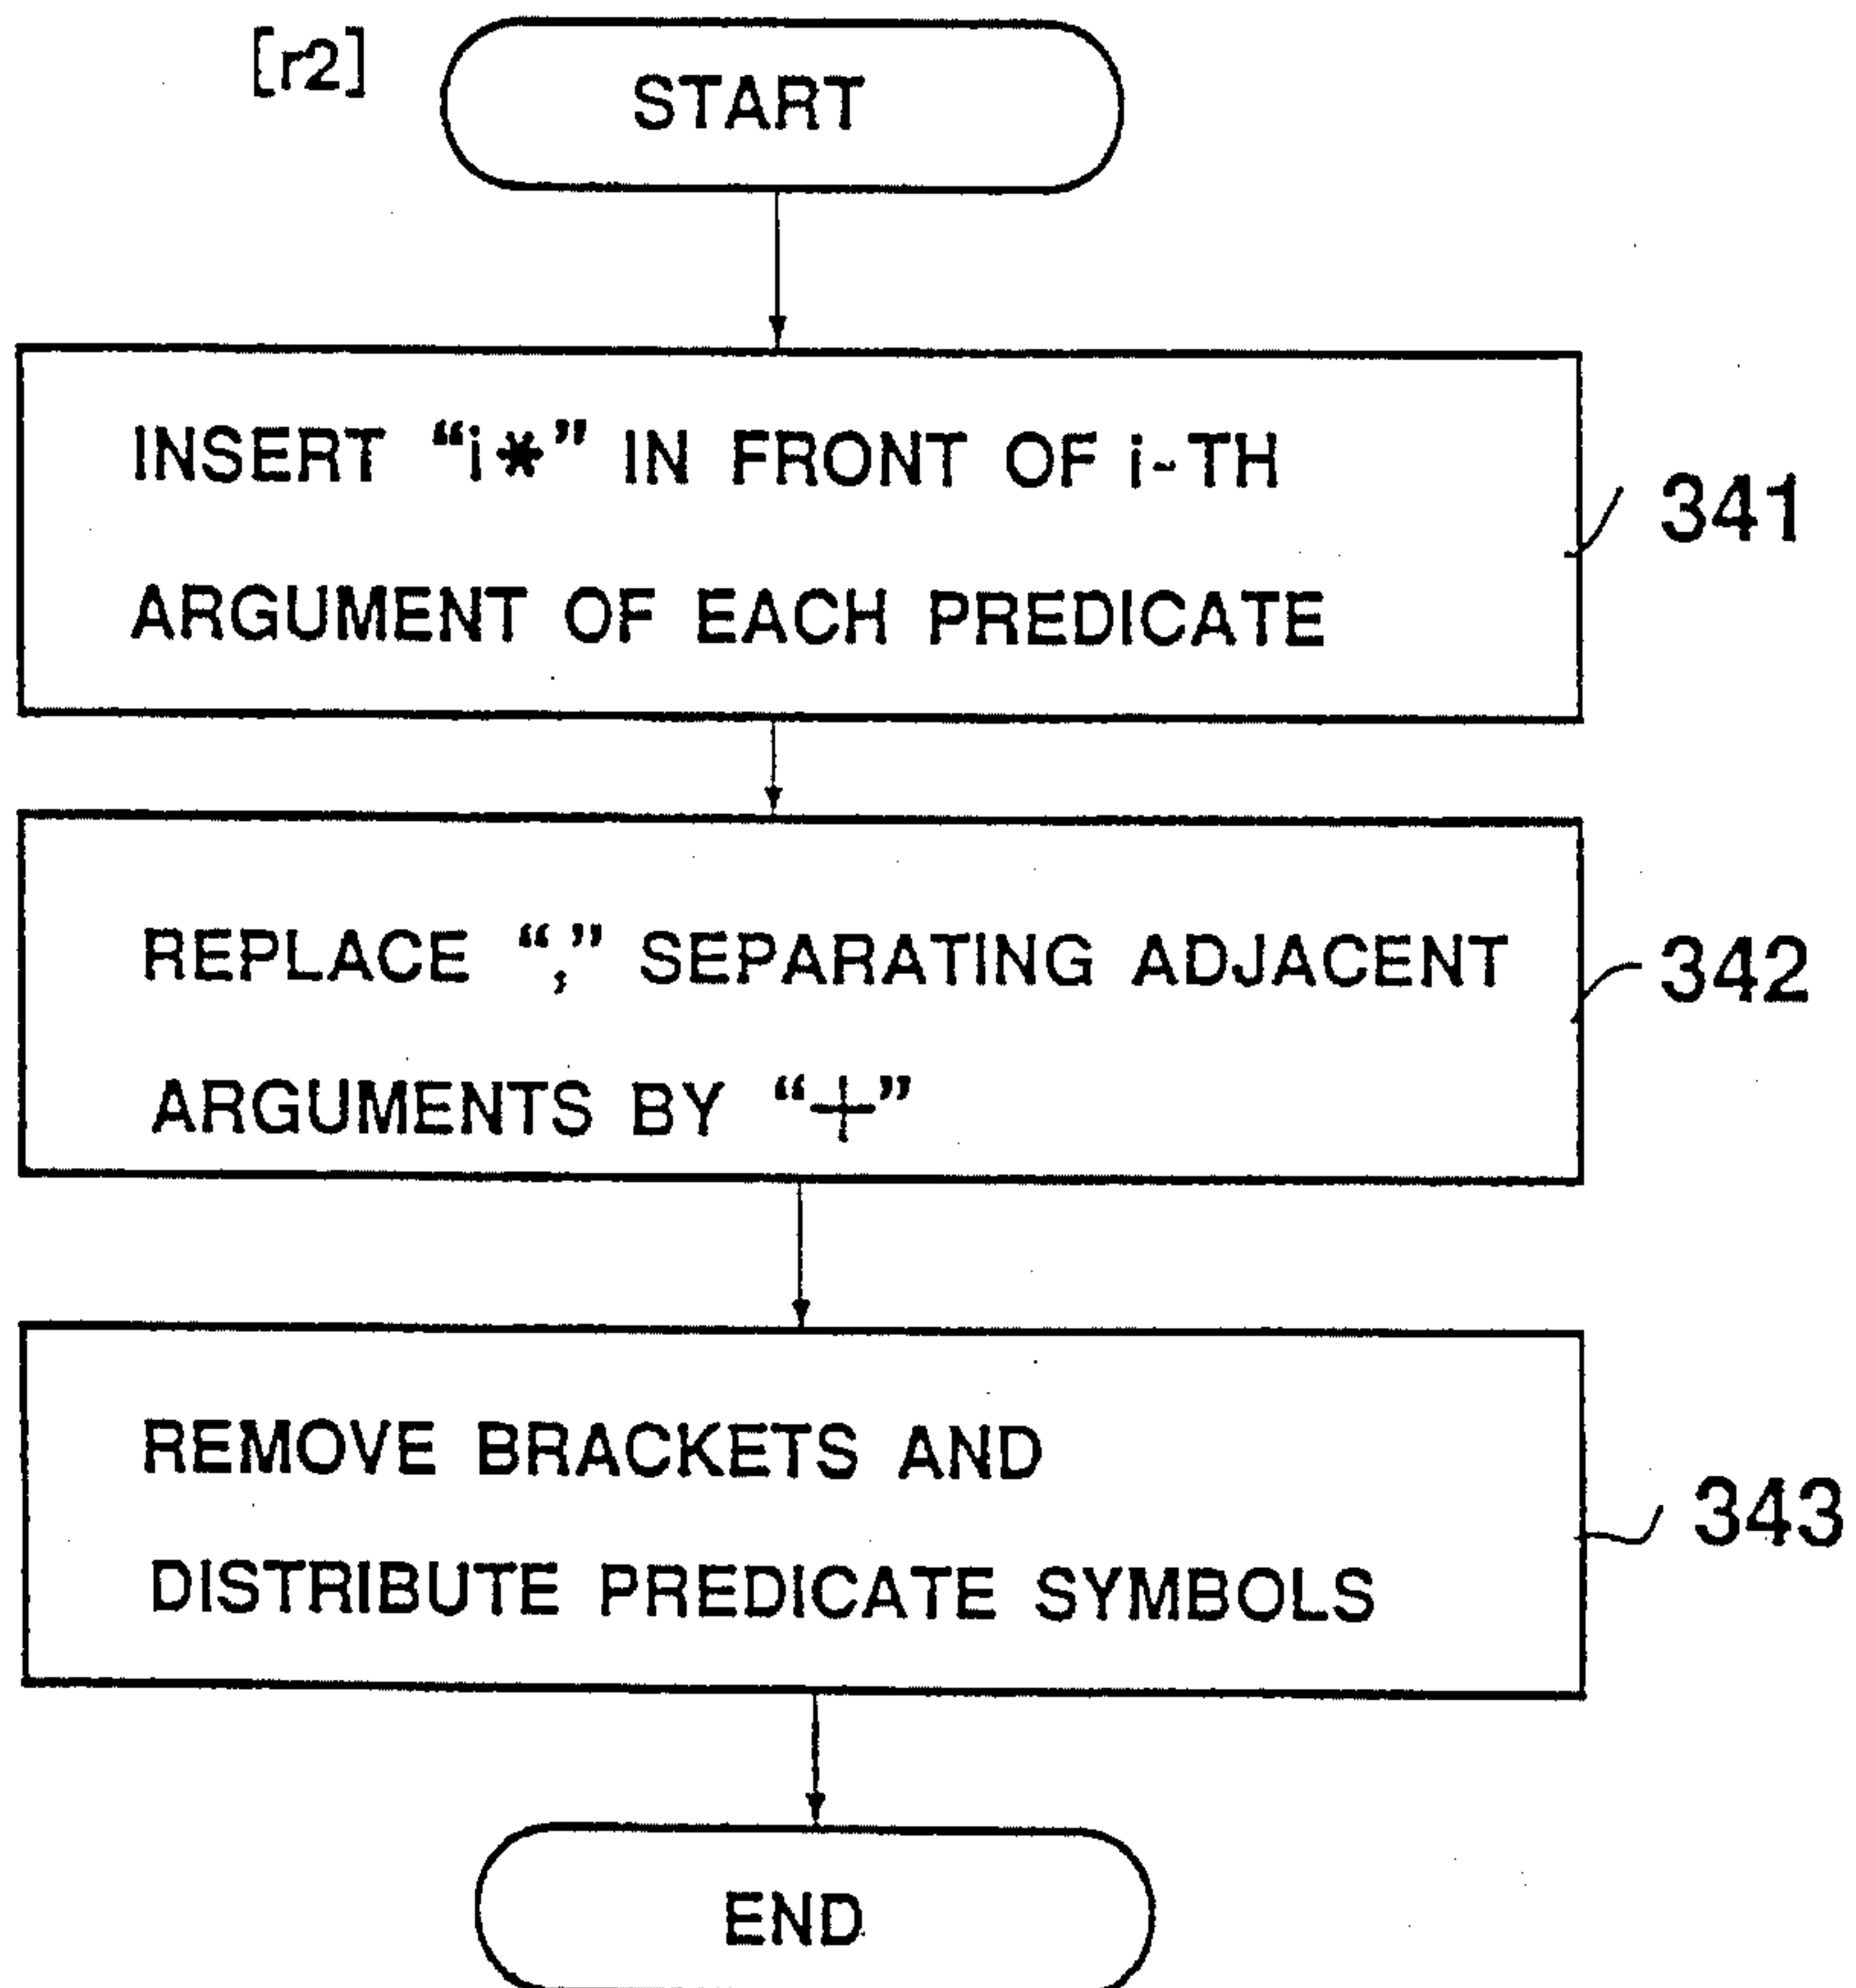 [r2]
START
INSERT “i*” IN FRONT OF i-TH
ARGUMENT OF EACH PREDICATE
341
REPLACE “,” SEPARATING ADJACENT
ARGUMENTS BY “+”
342
REMOVE BRACKETS AND
DISTRIBUTE PREDICATE SYMBOLS
343
END